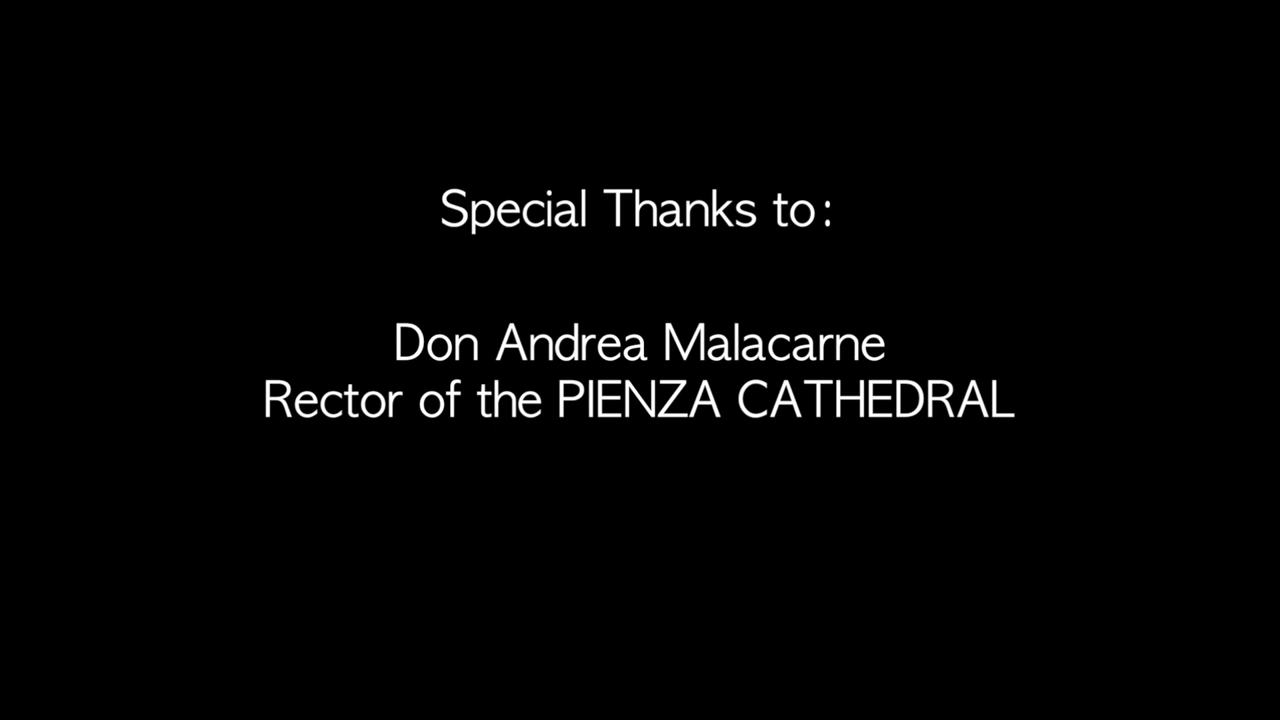 Special Thanks to:
Don Andrea Malacarne
Rector of the PIENZA CATHEDRAL